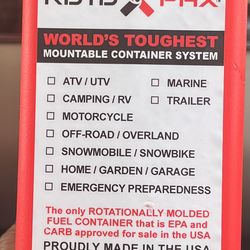 WORLD'S TOUGHEST
MOUNTABLE CONTAINER SYSTEM
ATV / UTV
MARINE
CAMPING / RV
TRAILER
MOTORCYCLE
OFF-ROAD / OVERLAND
SNOWMOBILE / SNOWBIKE
HOME / GARDEN / GARAGE
EMERGENCY PREPAREDNESS
The only ROTATIONALLY MOLDED
FUEL CONTAINER that is EPA and
CARB approved for sale in the USA
PROUDLY MADE IN THE USA